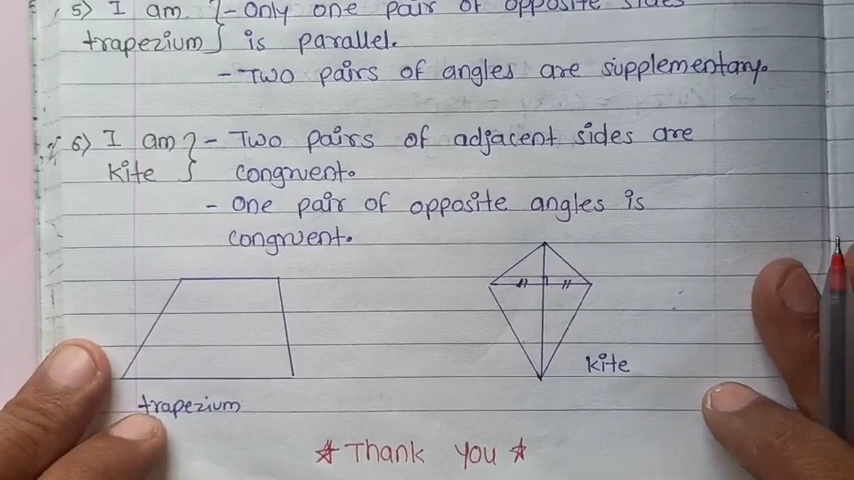 5) I am } - Only one pair of opposite sides
trapezium } is parallel.
- Two pairs of angles are supplementary.
6) I am } - Two pairs of adjacent sides are
kite } congruent.
- One pair of opposite angles is
congruent.
kite
trapezium
★ Thank you ★